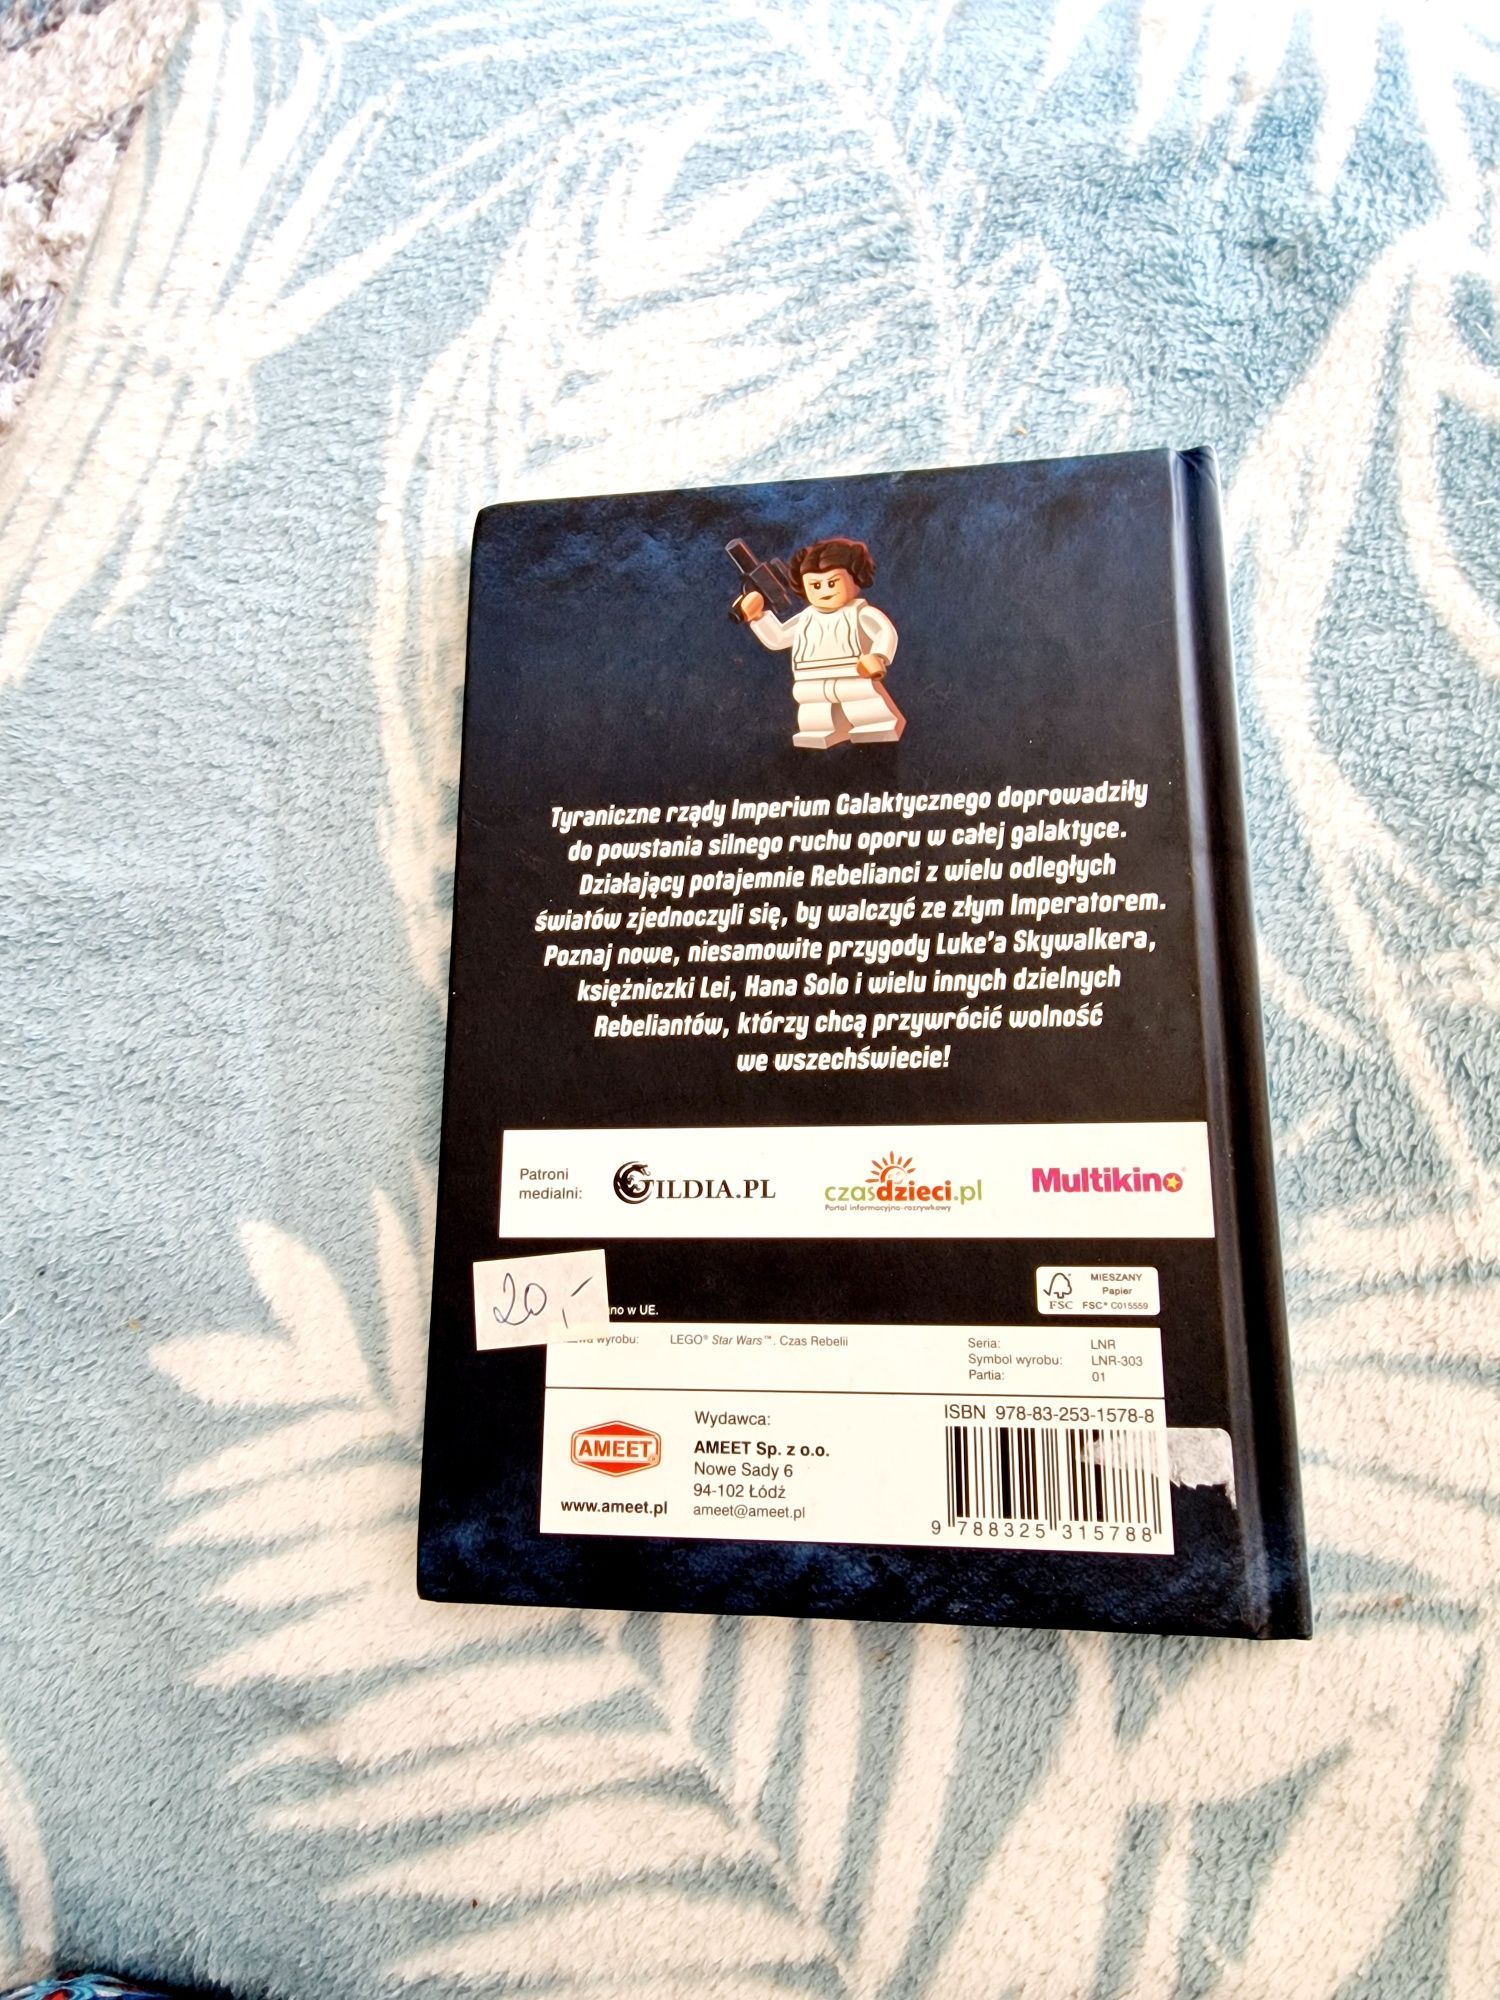 Tyraniczne rządy Imperium Galaktycznego doprowadziły
do powstania silnego ruchu oporu w całej galaktyce.
Działający potajemnie Rebelianci z wielu odległych
światów zjednoczyli się, by walczyć ze złym Imperatorem.
Poznaj nowe, niesamowite przygody Luke'a Skywalkera,
księżniczki Lei, Hana Solo i wielu innych dzielnych
Rebeliantów, którzy chcą przywrócić wolność
we wszechświecie!
Patroni
medialni:
GILDIA.PL
czasdzieci.pl
Portal informacyjno-rozrywkowy
Multikino®
20,-
w UE.
FSC
MIESZANY
Papier
FSC® C015559
wyrobu: LEGO® Star Wars™. Czas Rebelii
Seria: LNR
Symbol wyrobu: LNR-303
Partia: 01
AMEET®
www.ameet.pl
Wydawca:
AMEET Sp. z o.o.
Nowe Sady 6
94-102 Łódź
ameet@ameet.pl
ISBN 978-83-253-1578-8
9 788325 315788